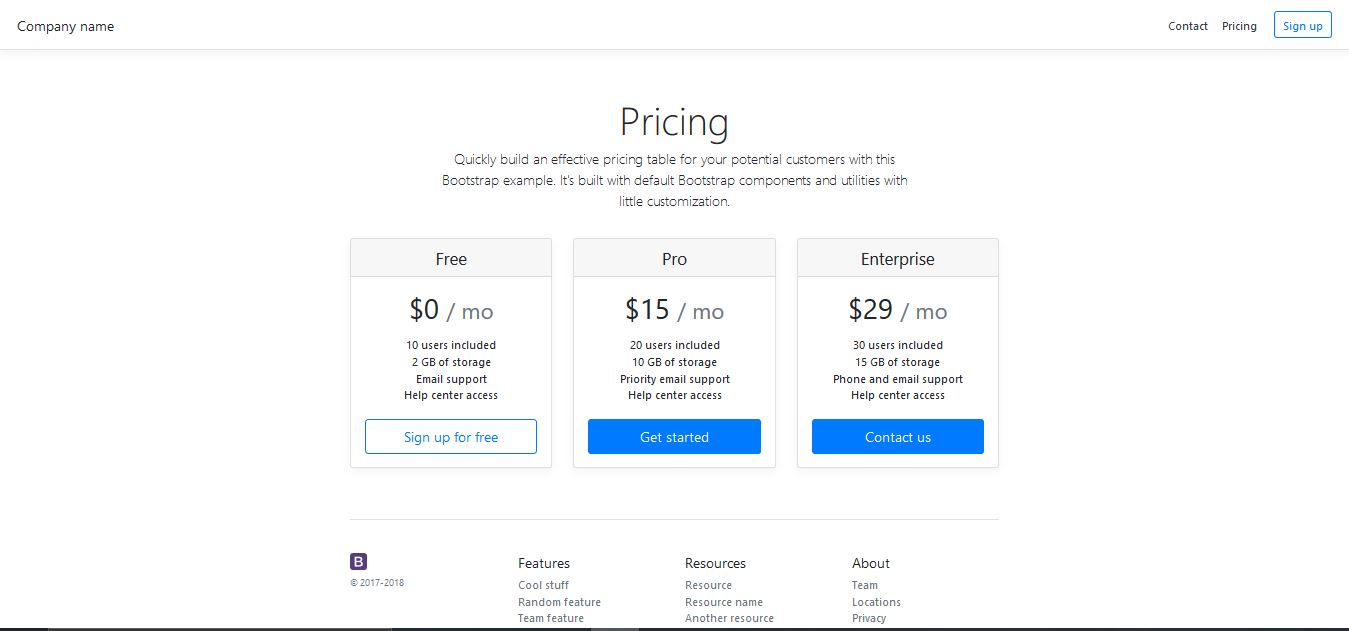 Company name
Contact Pricing Sign up
Pricing
Quickly build an effective pricing table for your potential customers with this
Bootstrap example. It's built with default Bootstrap components and utilities with
little customization.
Free
$0 / mo
10 users included
2 GB of storage
Email support
Help center access
Sign up for free
Pro
$15 / mo
20 users included
10 GB of storage
Priority email support
Help center access
Get started
Enterprise
$29 / mo
30 users included
15 GB of storage
Phone and email support
Help center access
Contact us
B
© 2017-2018
Features
Cool stuff
Random feature
Team feature
Resources
Resource
Resource name
Another resource
About
Team
Locations
Privacy